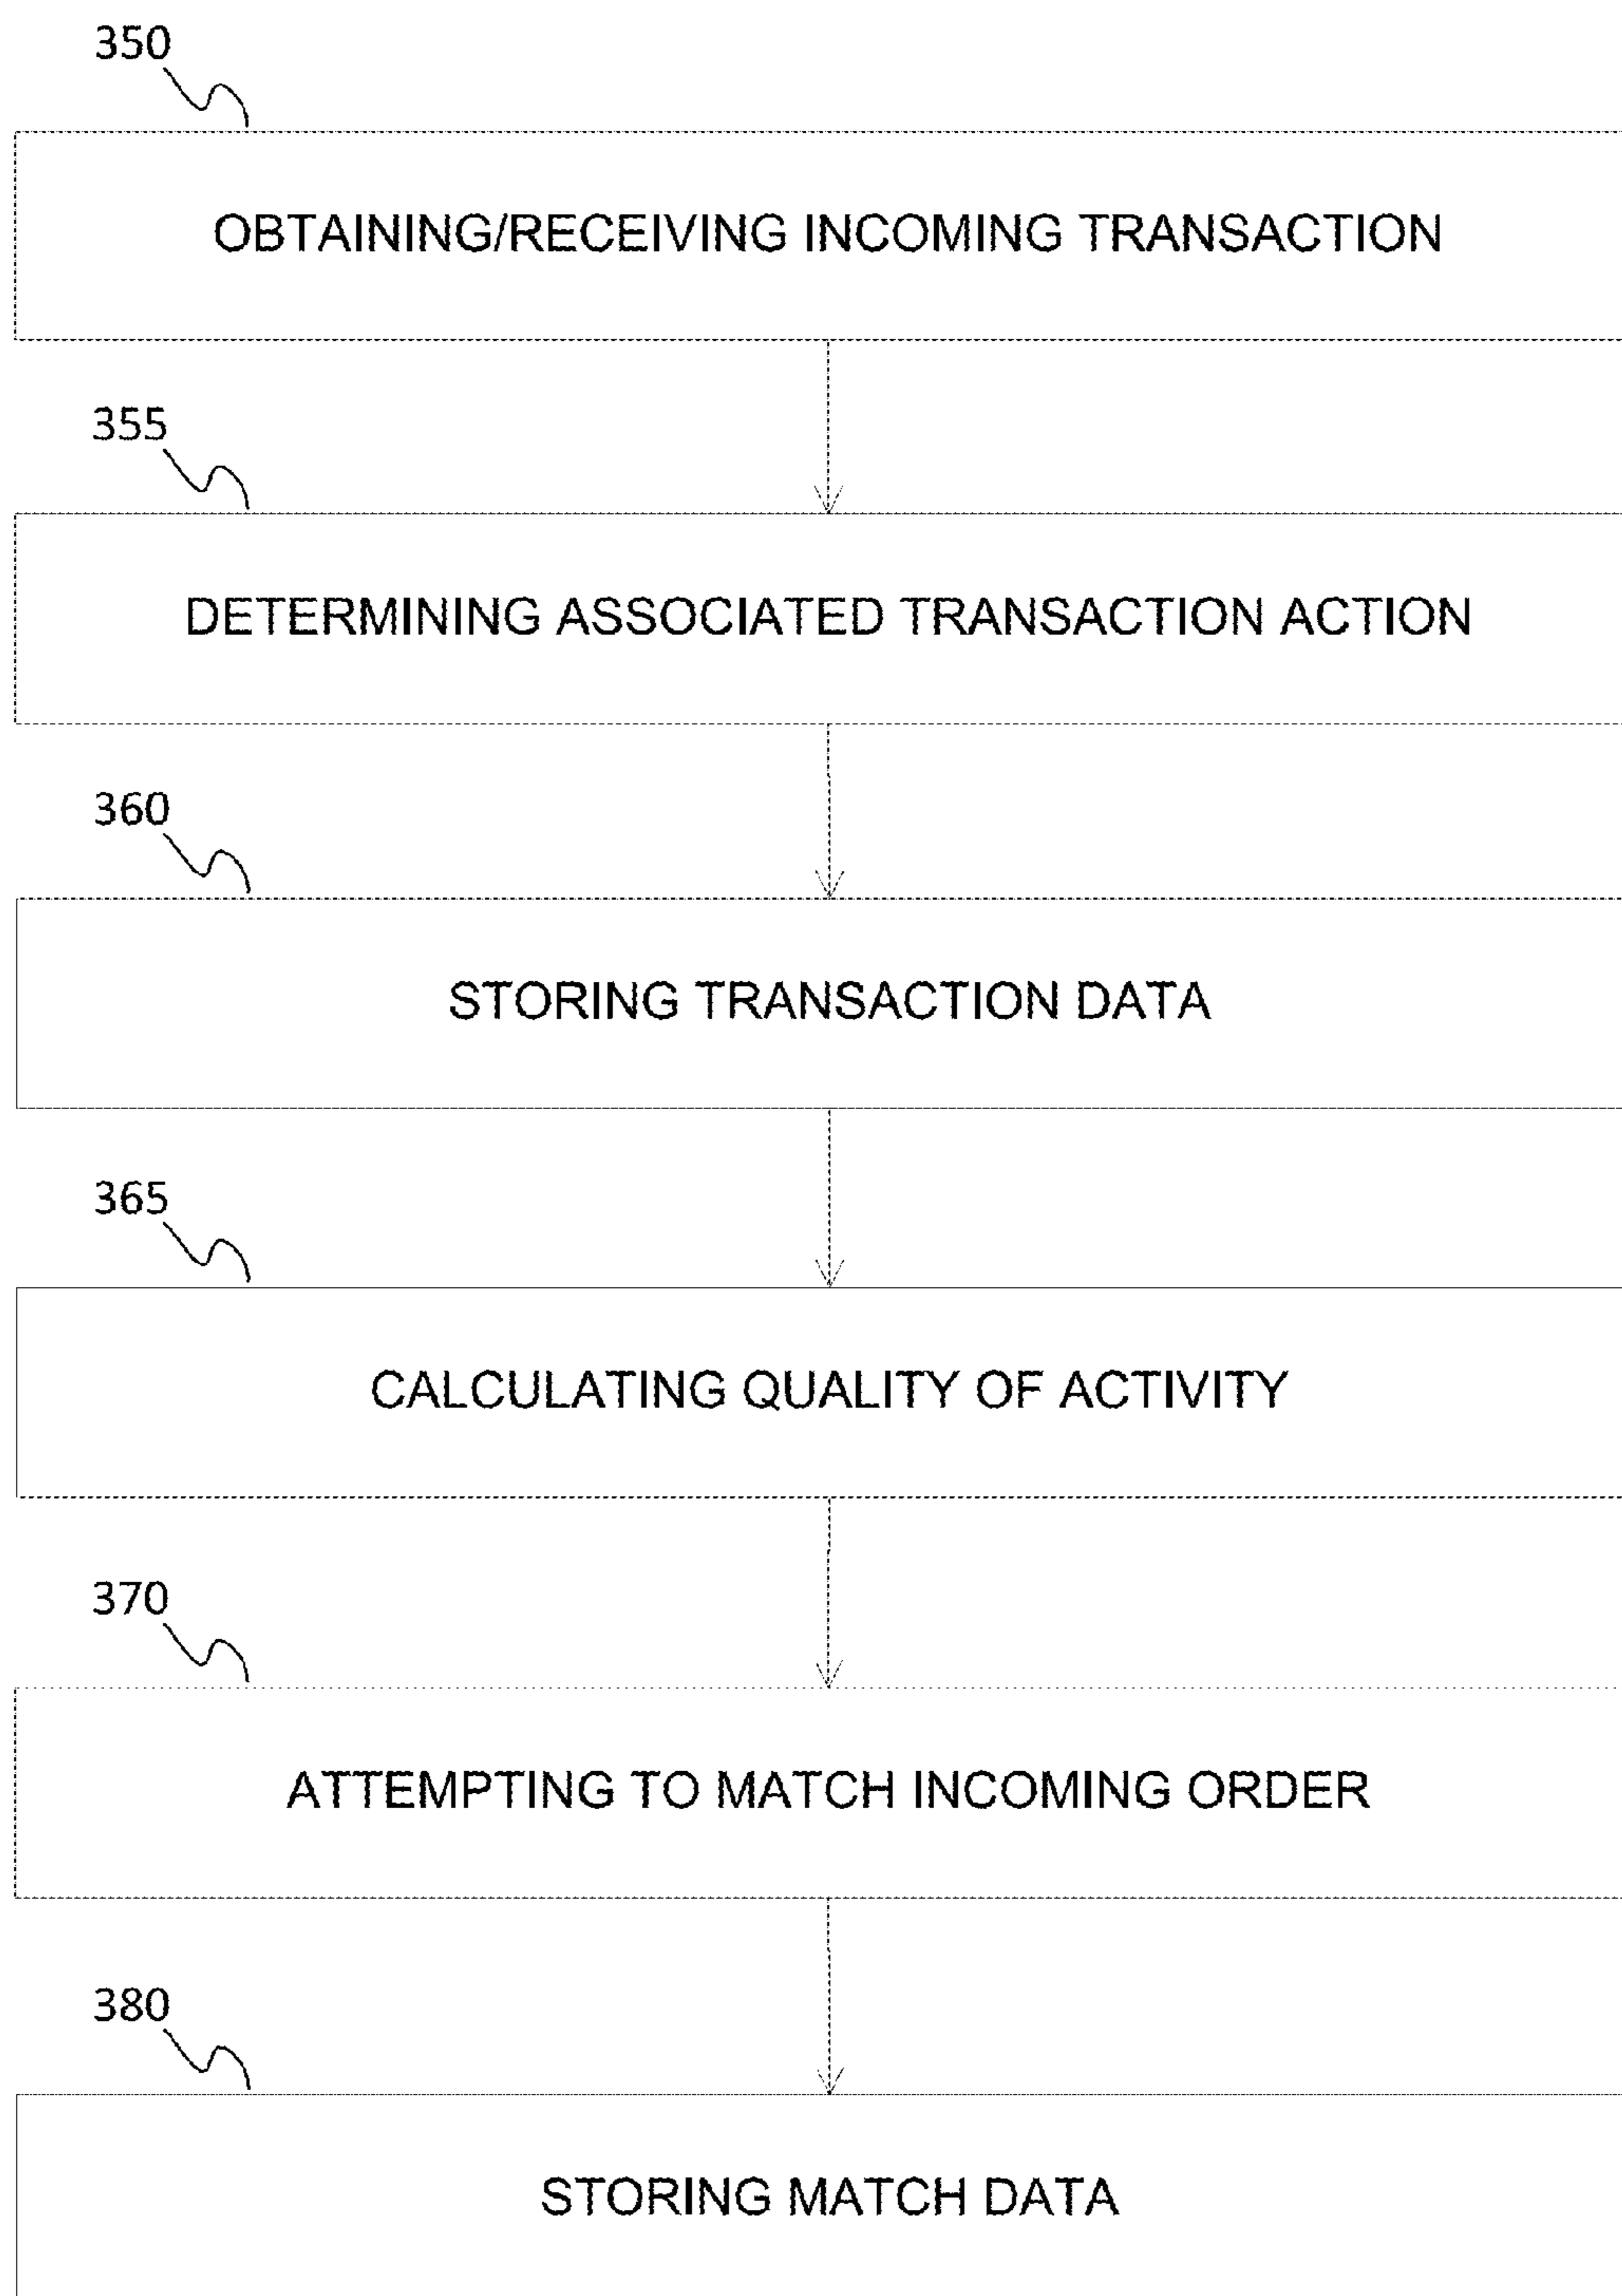 350
OBTAINING/RECEIVING INCOMING TRANSACTION
355
DETERMINING ASSOCIATED TRANSACTION ACTION
360
STORING TRANSACTION DATA
365
CALCULATING QUALITY OF ACTIVITY
370
ATTEMPTING TO MATCH INCOMING ORDER
380
STORING MATCH DATA